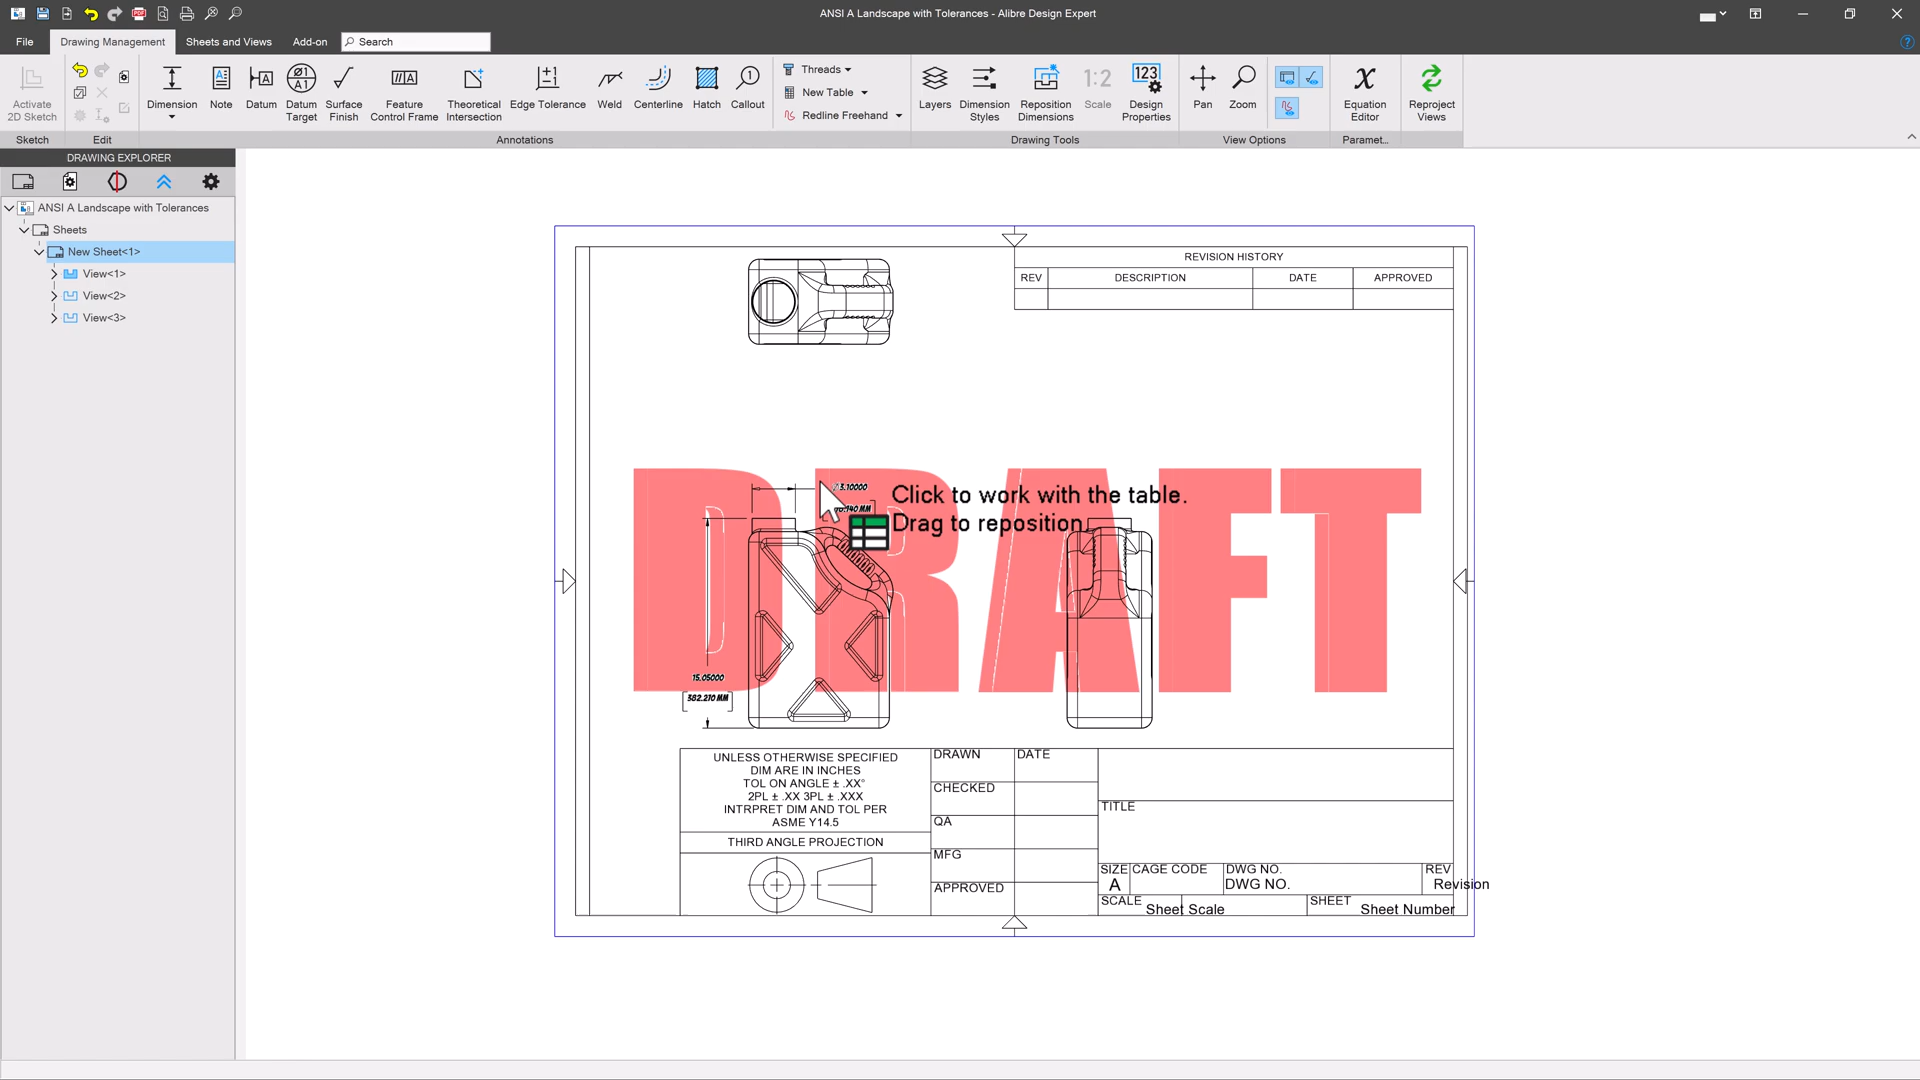 ANSI A Landscape with Tolerances - Alibre Design Expert
File
Drawing Management
Sheets and Views
Add-on
Search
Activate
2D Sketch
Dimension
Note
Datum
Datum
Target
Surface
Finish
Feature
Control Frame
Theoretical
Intersection
Edge Tolerance
Weld
Centerline
Hatch
Callout
Threads
New Table
Redline Freehand
Layers
Dimension
Styles
Reposition
Dimensions
1:2
Scale
123
Design
Properties
Pan
Zoom
Equation
Editor
Reproject
Views
Sketch
Edit
Annotations
Drawing Tools
View Options
Paramet...
DRAWING EXPLORER
ANSI A Landscape with Tolerances
Sheets
New Sheet<1>
View<1>
View<2>
View<3>
REVISION HISTORY
REV
DESCRIPTION
DATE
APPROVED
DRAFT
Click to work with the table.
Drag to reposition
15.05000
382.270 MM
UNLESS OTHERWISE SPECIFIED
DIM ARE IN INCHES
TOL ON ANGLE ± .XX°
2PL ± .XX 3PL ± .XXX
INTRPRET DIM AND TOL PER
ASME Y14.5
THIRD ANGLE PROJECTION
DRAWN
DATE
CHECKED
QA
MFG
APPROVED
TITLE
SIZE
A
CAGE CODE
DWG NO.
DWG NO.
REV
Revision
SCALE
Sheet Scale
SHEET
Sheet Number